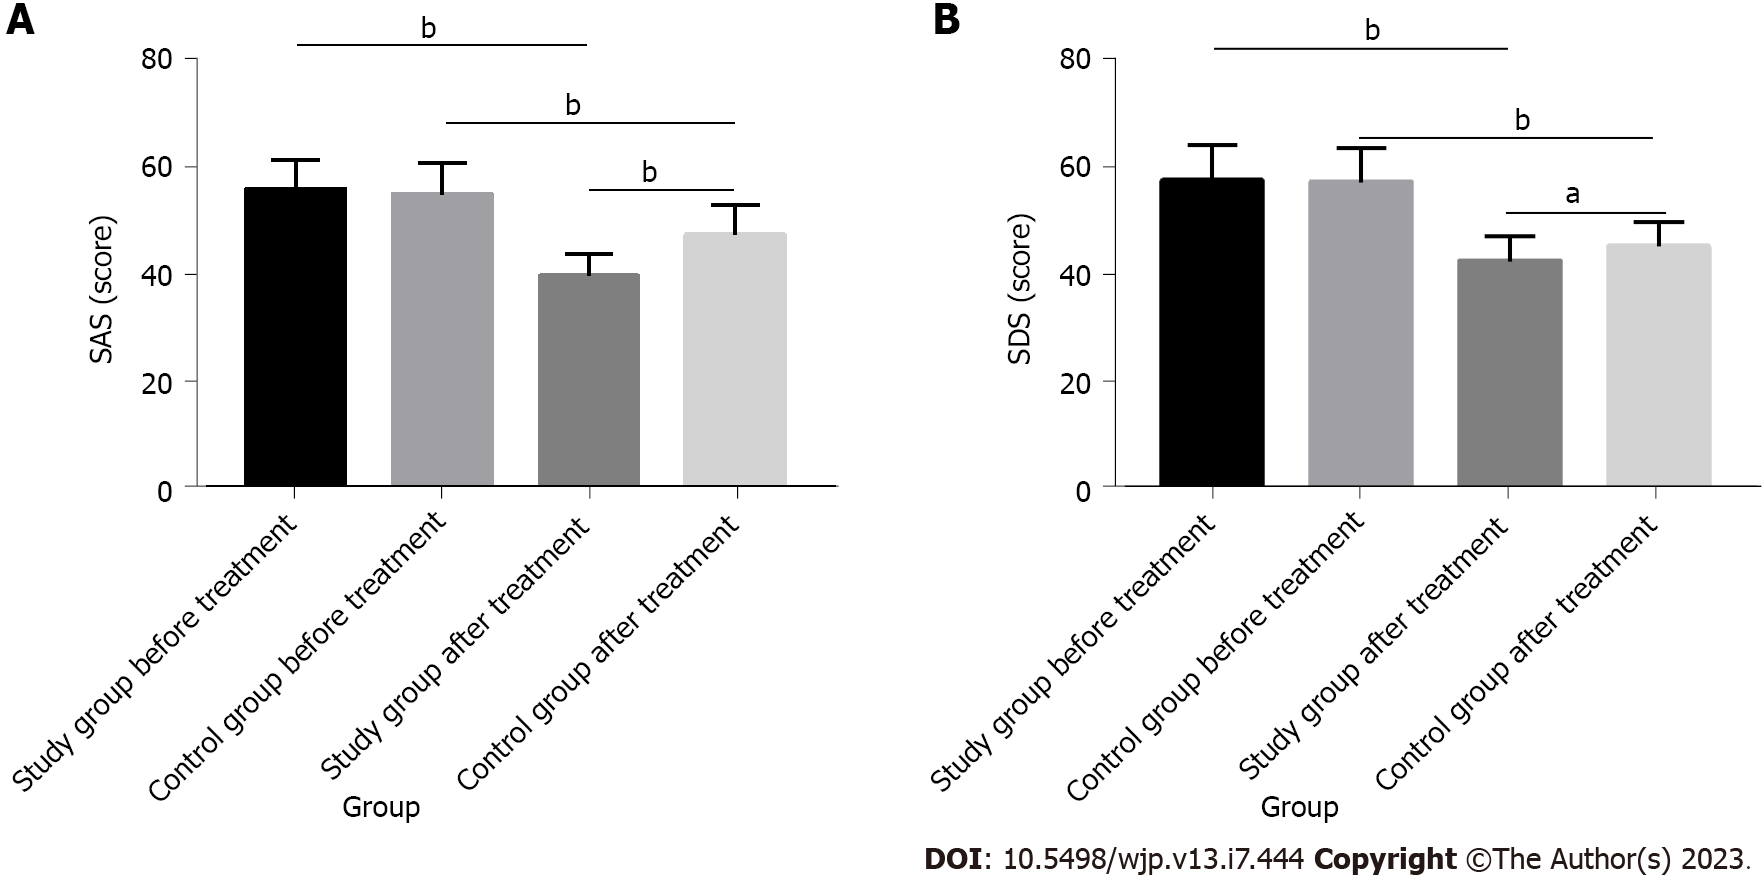 A
b
80
b
60
b
40
20
0
SAS (score)
Study group before treatment
Control group before treatment
Study group after treatment
Control group after treatment
Group
B
b
80
b
60
a
40
20
0
SDS (score)
Study group before treatment
Control group before treatment
Study group after treatment
Control group after treatment
Group
DOI: 10.5498/wjp.v13.i7.444 Copyright ©The Author(s) 2023.